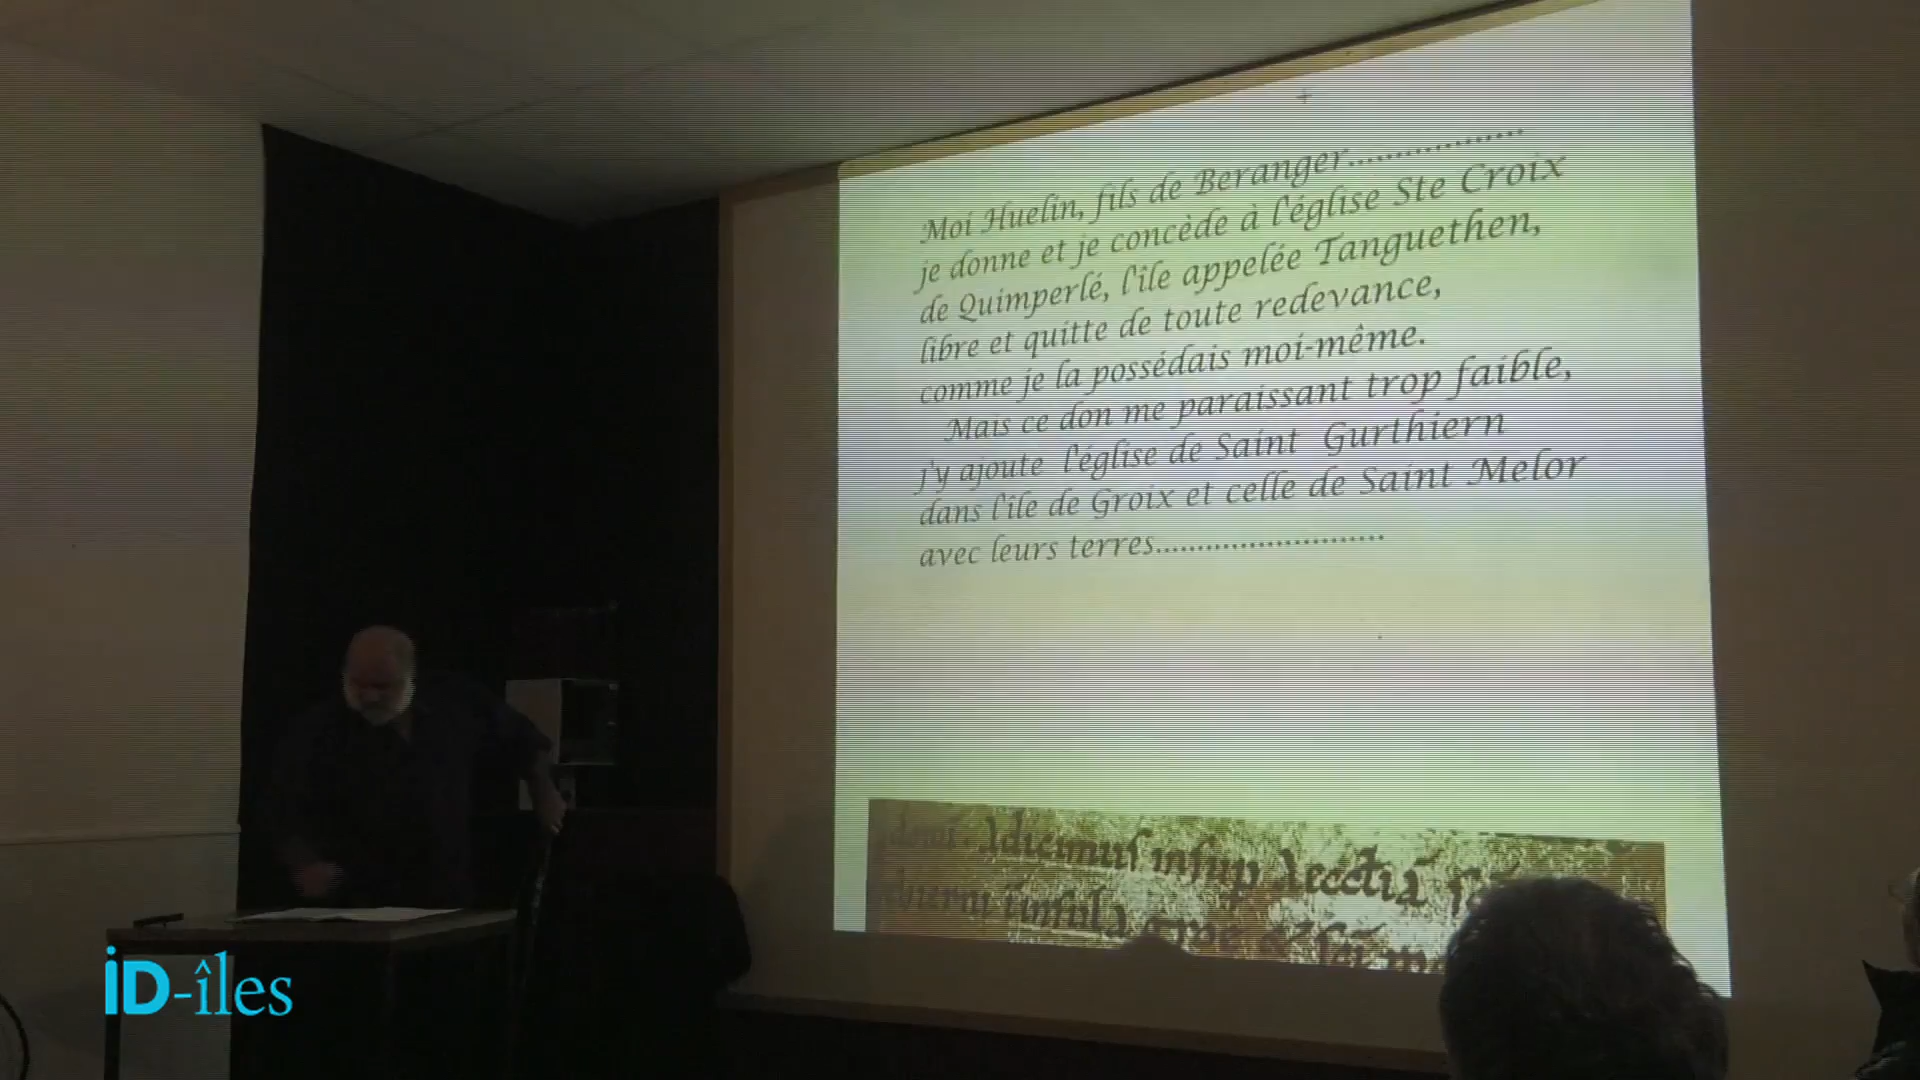 Moi Huelin, fils de Beranger..................
je donne et je concède à l'église Ste Croix
de Quimperlé, l'île appelée Tanguethen,
libre et quitte de toute redevance,
comme je la possédais moi-même.
Mais ce don me paraissant trop faible,
j'y ajoute l'église de Saint Gurthiern
dans l'île de Groix et celle de Saint Melor
avec leurs terres..........................
iD-îles